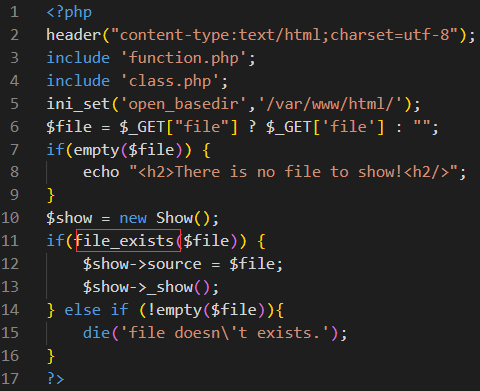 1 <?php
2 header("content-type:text/html;charset=utf-8");
3 include 'function.php';
4 include 'class.php';
5 ini_set('open_basedir','/var/www/html/');
6 $file = $_GET["file"] ? $_GET['file'] : "";
7 if(empty($file)) {
8     echo "<h2>There is no file to show!<h2/>";
9 }
10 $show = new Show();
11 if(file_exists($file)) {
12     $show->source = $file;
13     $show->_show();
14 } else if (!empty($file)){
15     die('file doesn\'t exists.');
16 }
17 ?>